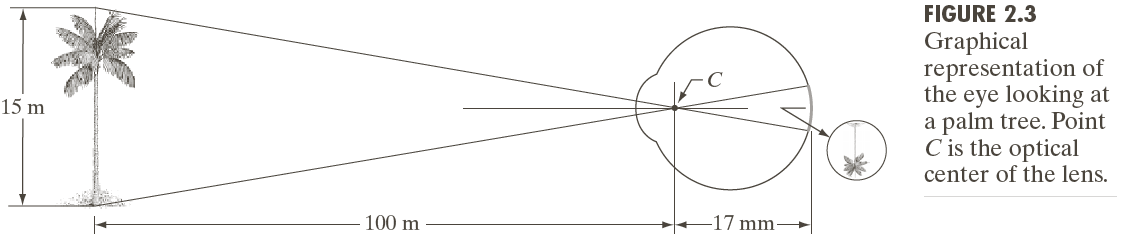 15 m
C
100 m
17 mm
FIGURE 2.3
Graphical
representation of
the eye looking at
a palm tree. Point
C is the optical
center of the lens.